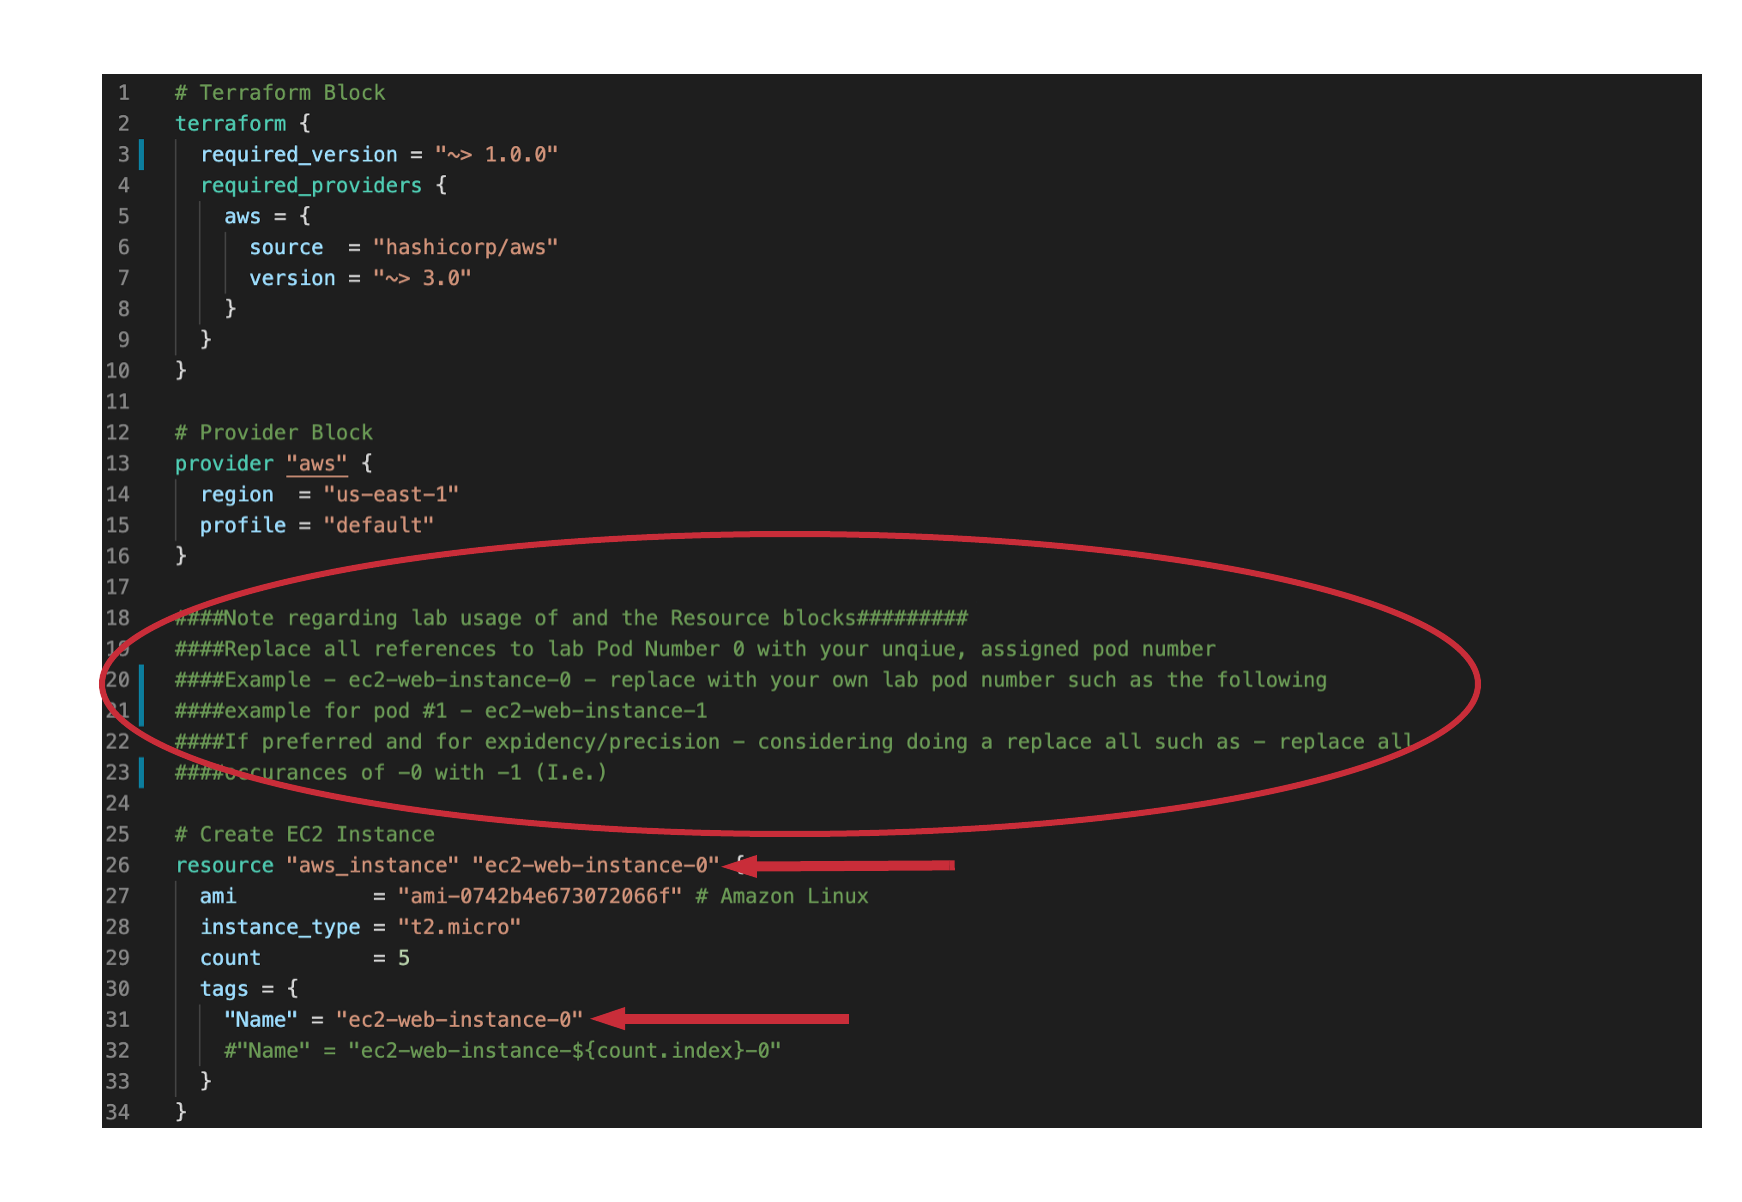 1 # Terraform Block
2 terraform {
3 required_version = "~> 1.0.0"
4 required_providers {
5 aws = {
6 source  = "hashicorp/aws"
7 version = "~> 3.0"
8 }
9 }
10 }
11
12 # Provider Block
13 provider "aws" {
14 region  = "us-east-1"
15 profile = "default"
16 }
17
18 ####Note regarding lab usage of and the Resource blocks#########
19 ####Replace all references to lab Pod Number 0 with your unqiue, assigned pod number
20 ####Example - ec2-web-instance-0 - replace with your own lab pod number such as the following
21 ####example for pod #1 - ec2-web-instance-1
22 ####If preferred and for expidency/precision - considering doing a replace all such as - replace all
23 ####occurances of -0 with -1 (I.e.)
24
25 # Create EC2 Instance
26 resource "aws_instance" "ec2-web-instance-0" {
27 ami           = "ami-0742b4e673072066f" # Amazon Linux
28 instance_type = "t2.micro"
29 count         = 5
30 tags = {
31 "Name" = "ec2-web-instance-0"
32 #"Name" = "ec2-web-instance-${count.index}-0"
33 }
34 }